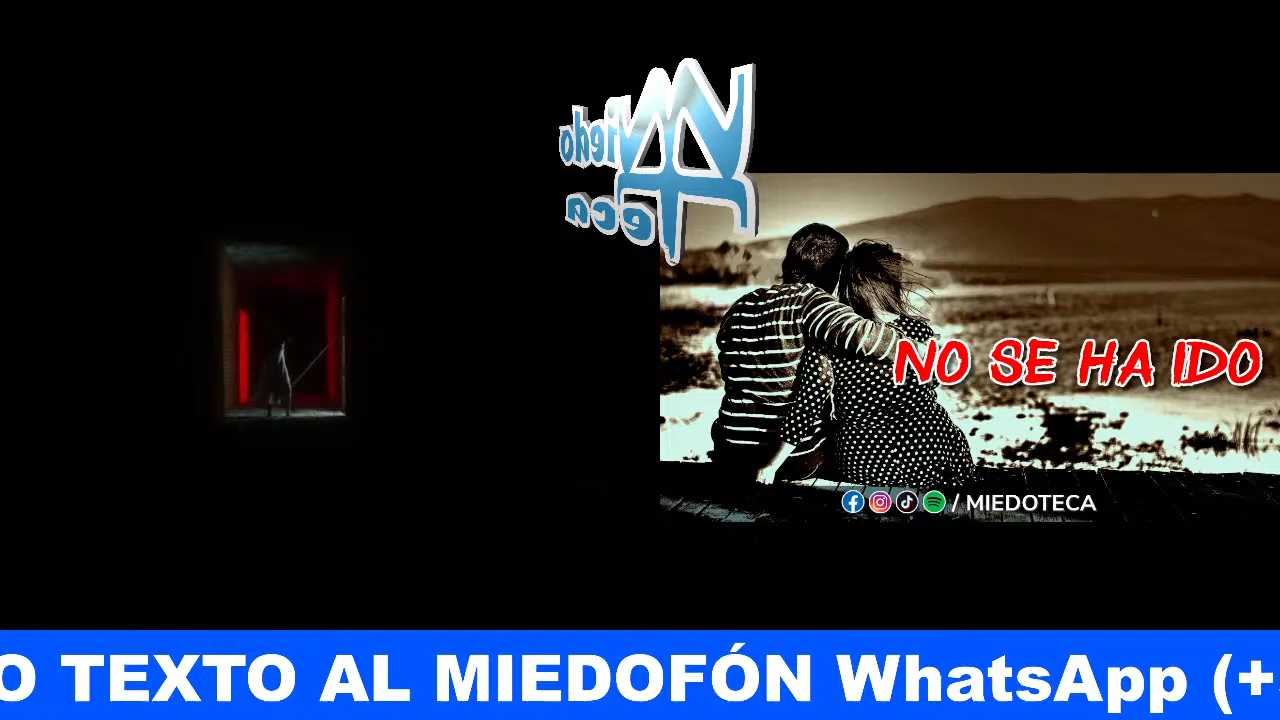 Miedo
Teca
NO SE HA IDO
/ MIEDOTECA
O TEXTO AL MIEDOFÓN WhatsApp (+